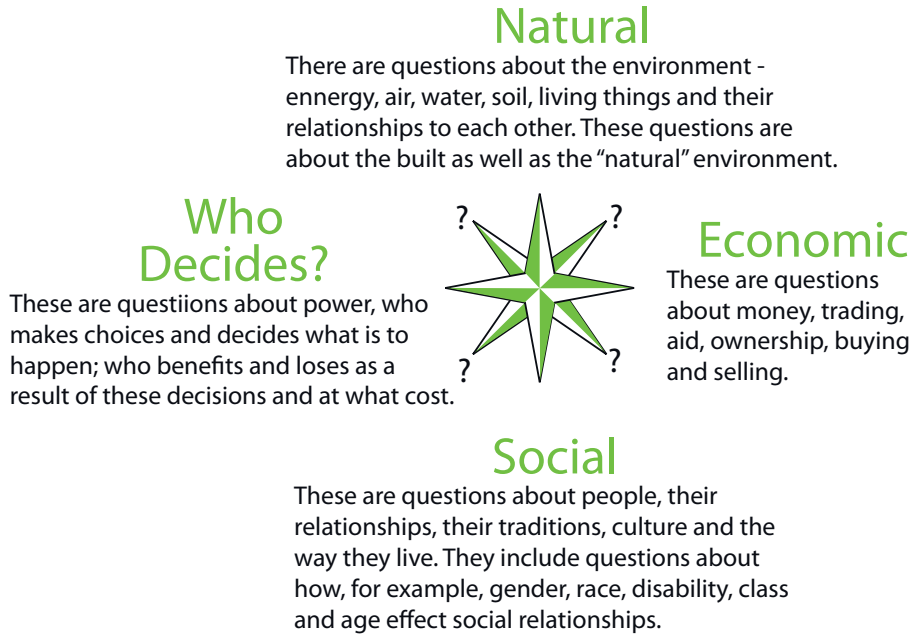 Natural
There are questions about the environment -
ennergy, air, water, soil, living things and their
relationships to each other. These questions are
about the built as well as the “natural” environment.
Who
Decides?
These are questiions about power, who
makes choices and decides what is to
happen; who benefits and loses as a
result of these decisions and at what cost.
?
?
?
?
Economic
These are questions
about money, trading,
aid, ownership, buying
and selling.
Social
These are questions about people, their
relationships, their traditions, culture and the
way they live. They include questions about
how, for example, gender, race, disability, class
and age effect social relationships.